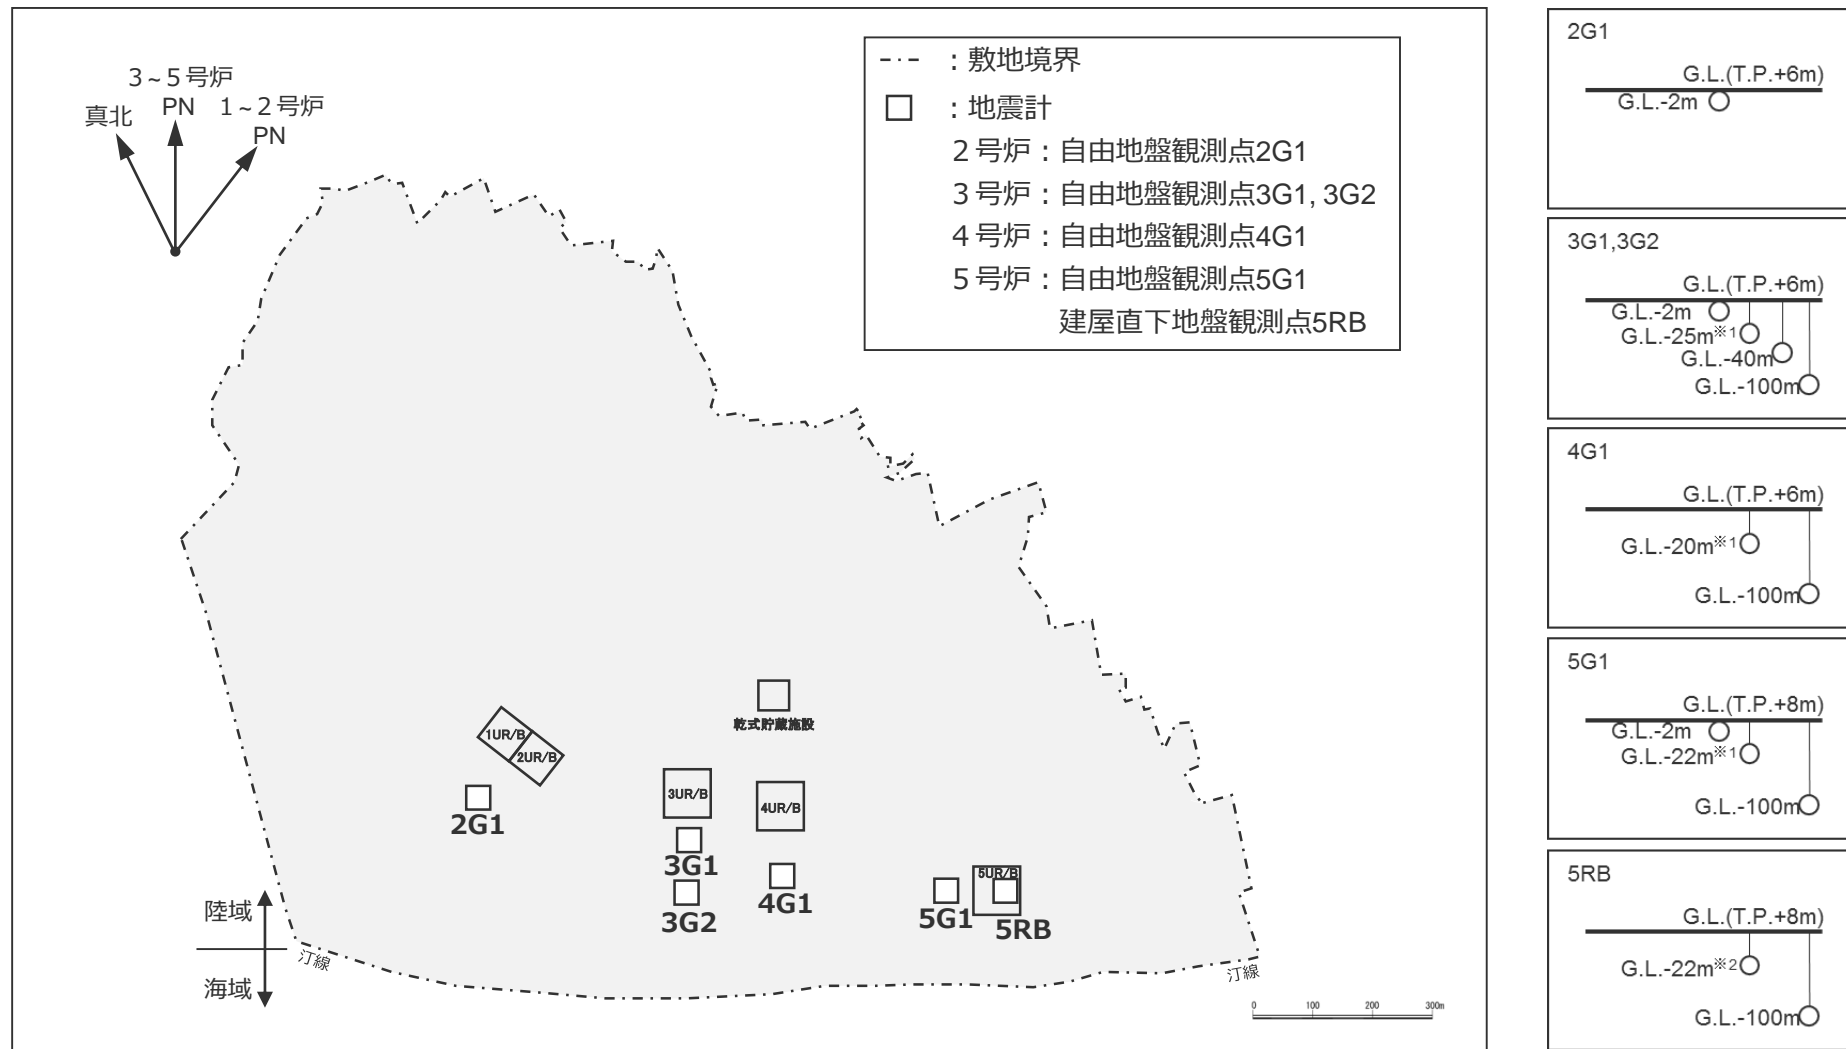 3~5号炉
PN
真北
1~2号炉
PN
:敷地境界
:地震計
2号炉:自由地盤観測点2G1
3号炉:自由地盤観測点3G1, 3G2
4号炉:自由地盤観測点4G1
5号炉:自由地盤観測点5G1
建屋直下地盤観測点5RB
乾式貯蔵施設
1UR/B
2UR/B
3UR/B
4UR/B
5UR/B
2G1
3G1
3G2
4G1
5G1
5RB
陸域
海域
汀線
汀線
0 100 200 300m
2G1
G.L.(T.P.+6m)
G.L.-2m
3G1,3G2
G.L.(T.P.+6m)
G.L.-2m
G.L.-25m※1
G.L.-40m
G.L.-100m
4G1
G.L.(T.P.+6m)
G.L.-20m※1
G.L.-100m
5G1
G.L.(T.P.+8m)
G.L.-2m
G.L.-22m※1
G.L.-100m
5RB
G.L.(T.P.+8m)
G.L.-22m※2
G.L.-100m